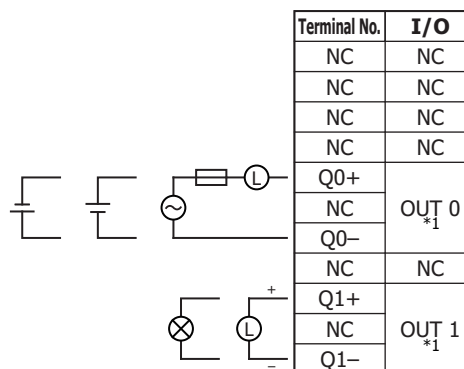 Terminal No. I/O
NC NC
NC NC
NC NC
NC NC
Q0+
L
NC OUT 0
*1
Q0–
NC NC
+ Q1+
L
NC OUT 1
*1
– Q1–